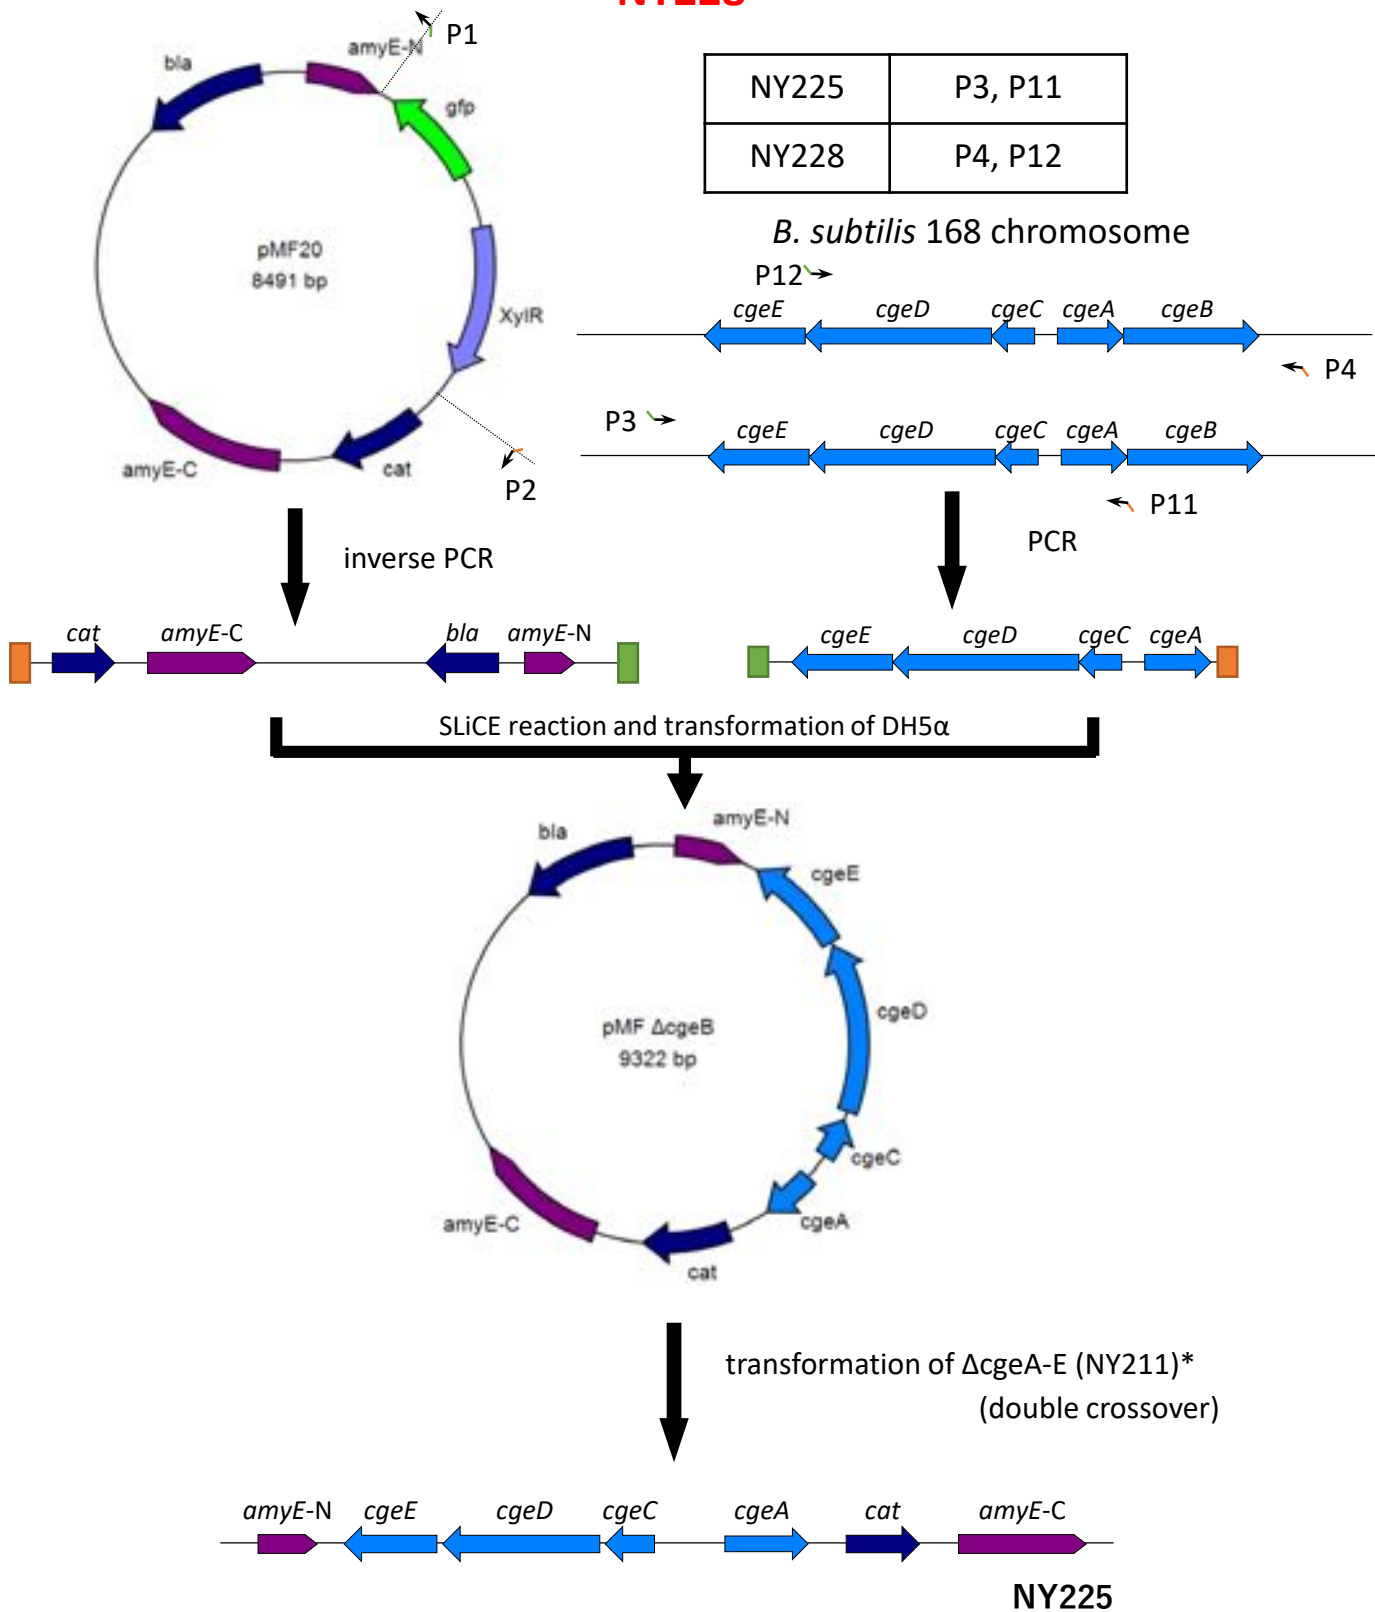 NY228
P1
amyE-N
bla
gfp
pMF20
8491 bp
XylR
cat
amyE-C
P2
NY225 P3, P11
NY228 P4, P12
B. subtilis 168 chromosome
P12
cgeE cgeD cgeC cgeA cgeB
P4
P3
cgeE cgeD cgeC cgeA cgeB
P11
inverse PCR
PCR
cat amyE-C bla amyE-N
cgeE cgeD cgeC cgeA
SLiCE reaction and transformation of DH5α
amyE-N
bla
cgeE
cgeD
pMF ΔcgeB
9322 bp
cgeC
cgeA
amyE-C
cat
transformation of ΔcgeA-E (NY211)*
(double crossover)
amyE-N cgeE cgeD cgeC cgeA cat amyE-C
NY225